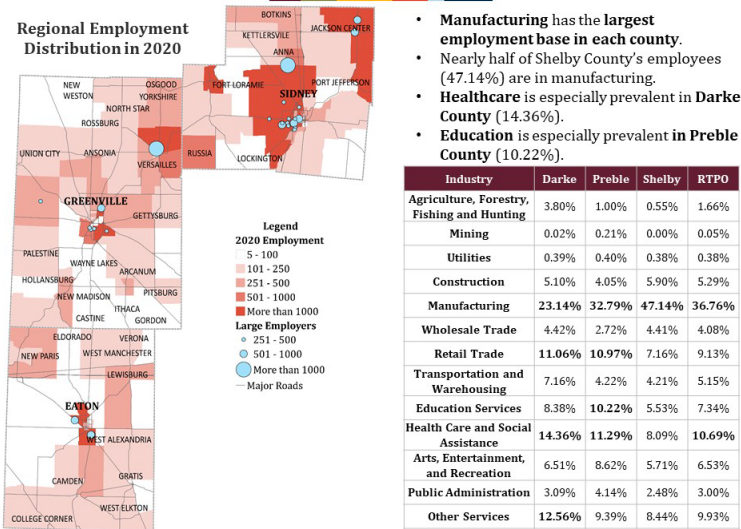 Regional Employment
Distribution in 2020
BOTKINS
JACKSON CENTER
KETTLERSVILLE
ANNA
FORT LORAMIE
PORT JEFFERSON
SIDNEY
NEW
WESTON
OSGOOD
YORKSHIRE
NORTH STAR
ROSSBURG
UNION CITY
ANSONIA
VERSAILLES
RUSSIA
LOCKINGTON
GREENVILLE
GETTYSBURG
PALESTINE
WAYNE LAKES
ARCANUM
HOLLANSBURG
NEW MADISON
PITSBURG
ITHACA
CASTINE
GORDON
ELDORADO
VERONA
NEW PARIS
WEST MANCHESTER
LEWISBURG
EATON
WEST ALEXANDRIA
CAMDEN
GRATIS
WEST ELKTON
COLLEGE CORNER
Legend
2020 Employment
5 - 100
101 - 250
251 - 500
501 - 1000
More than 1000
Large Employers
251 - 500
501 - 1000
More than 1000
Major Roads
• Manufacturing has the largest
employment base in each county.
• Nearly half of Shelby County's employees
(47.14%) are in manufacturing.
• Healthcare is especially prevalent in Darke
County (14.36%).
• Education is especially prevalent in Preble
County (10.22%).
Industry Darke Preble Shelby RTPO
Agriculture, Forestry,
Fishing and Hunting 3.80% 1.00% 0.55% 1.66%
Mining 0.02% 0.21% 0.00% 0.05%
Utilities 0.39% 0.40% 0.38% 0.38%
Construction 5.10% 4.05% 5.90% 5.29%
Manufacturing 23.14% 32.79% 47.14% 36.76%
Wholesale Trade 4.42% 2.72% 4.41% 4.08%
Retail Trade 11.06% 10.97% 7.16% 9.13%
Transportation and
Warehousing 7.16% 4.22% 4.21% 5.15%
Education Services 8.38% 10.22% 5.53% 7.34%
Health Care and Social
Assistance 14.36% 11.29% 8.09% 10.69%
Arts, Entertainment,
and Recreation 6.51% 8.62% 5.71% 6.53%
Public Administration 3.09% 4.14% 2.48% 3.00%
Other Services 12.56% 9.39% 8.44% 9.93%